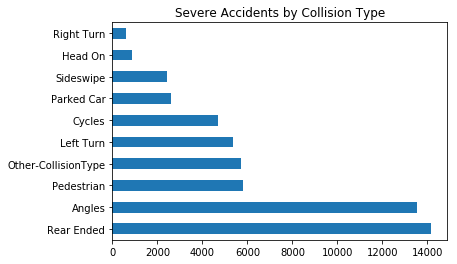 Severe Accidents by Collision Type
Right Turn
Head On
Sideswipe
Parked Car
Cycles
Left Turn
Other-CollisionType
Pedestrian
Angles
Rear Ended
0 2000 4000 6000 8000 10000 12000 14000